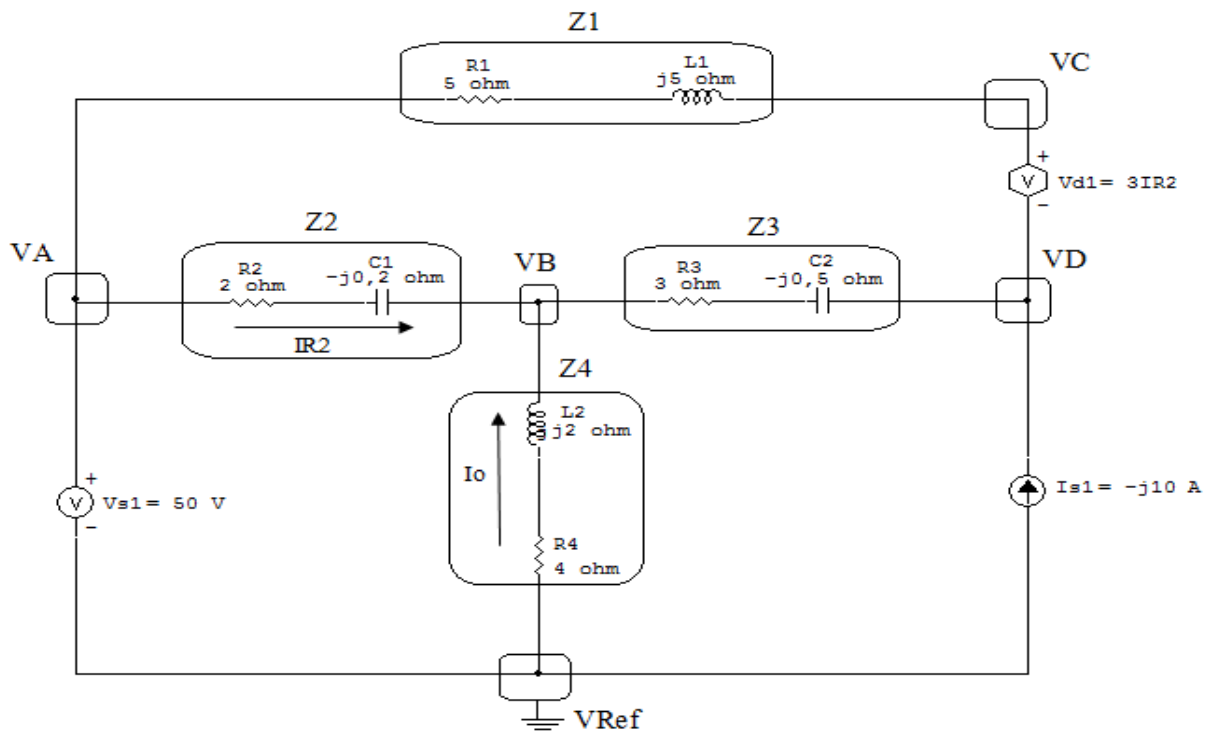 Z1
R1
5 ohm
L1
j5 ohm
VC
+
V
Vd1= 3IR2
−
Z2
Z3
VA
R2
2 ohm
C1
-j0,2 ohm
IR2
VB
R3
3 ohm
C2
-j0,5 ohm
VD
Z4
L2
j2 ohm
Io
R4
4 ohm
+
V
Vs1= 50 V
−
Is1= -j10 A
VRef